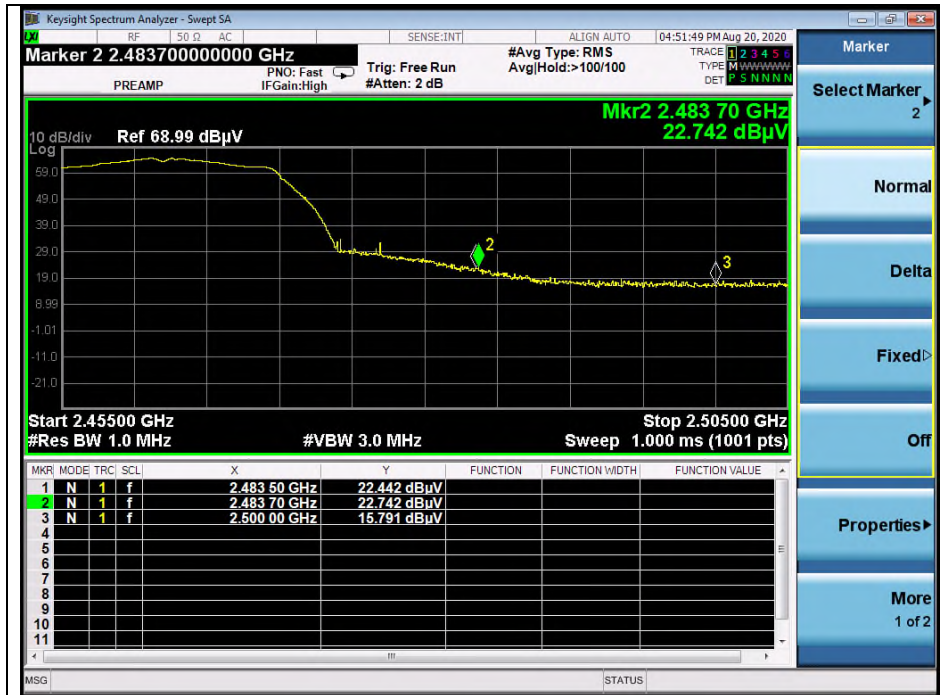 Keysight Spectrum Analyzer - Swept SA
LXI RF 50 Ω AC SENSE:INT ALIGN AUTO 04:51:49 PM Aug 20, 2020
Marker 2 2.483700000000 GHz
PREAMP
PNO: Fast
IFGain:High
Trig: Free Run
#Atten: 2 dB
#Avg Type: RMS
Avg|Hold:>100/100
TRACE 1 2 3 4 5 6
TYPE M WWWWW
DET P S N N N N
Mkr2 2.483 70 GHz
22.742 dBµV
10 dB/div Ref 68.99 dBµV
Log
59.0
49.0
39.0
29.0
19.0
8.99
-1.01
-11.0
-21.0
2
3
Start 2.45500 GHz Stop 2.50500 GHz
#Res BW 1.0 MHz #VBW 3.0 MHz Sweep 1.000 ms (1001 pts)
MKR MODE TRC SCL X Y FUNCTION FUNCTION WIDTH FUNCTION VALUE
1 N 1 f 2.483 50 GHz 22.442 dBµV
2 N 1 f 2.483 70 GHz 22.742 dBµV
3 N 1 f 2.500 00 GHz 15.791 dBµV
4
5
6
7
8
9
10
11
MSG STATUS
Marker
Select Marker
2
Normal
Delta
Fixed
Off
Properties
More
1 of 2